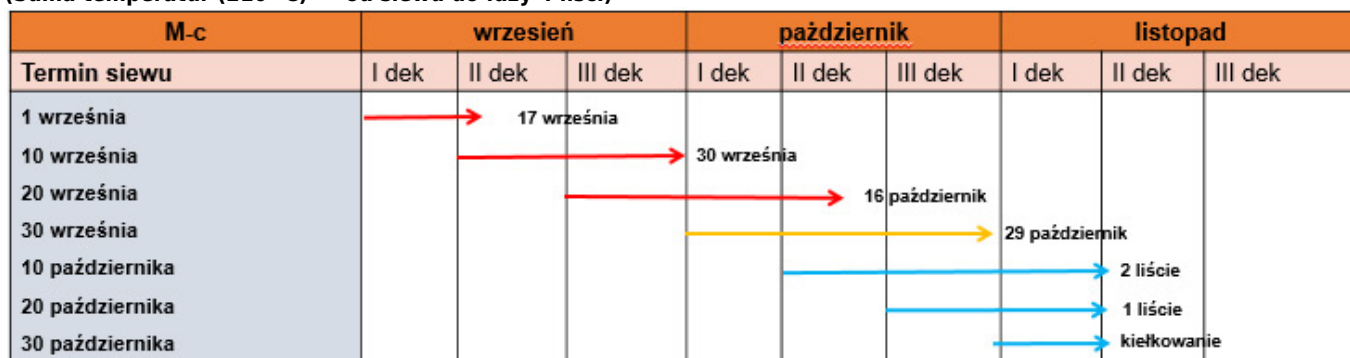 M-c wrzesień październik listopad
Termin siewu I dek II dek III dek I dek II dek III dek I dek II dek III dek
1 września 17 września
10 września 30 września
20 września 16 październik
30 września 29 październik
10 października 2 liście
20 października 1 liście
30 października kiełkowanie